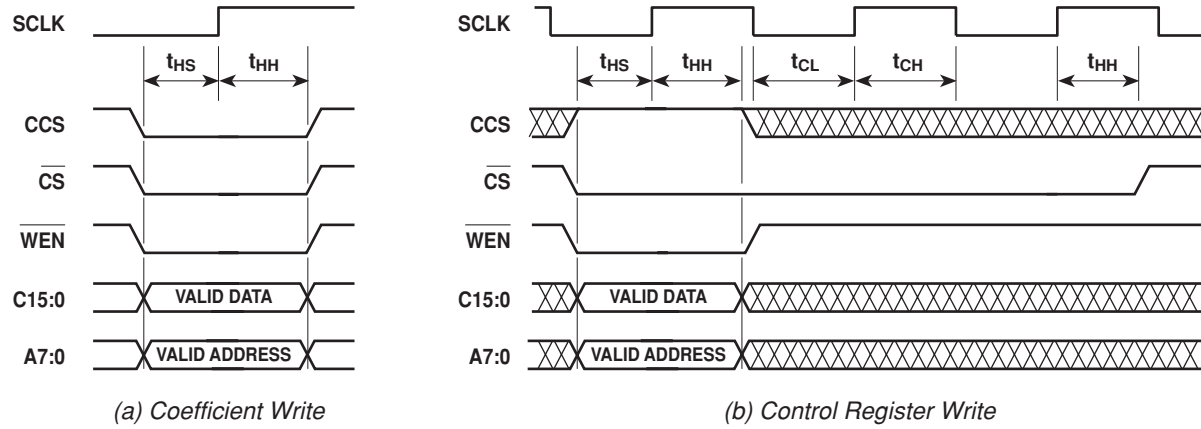 SCLK
tHS tHH
CCS
CS
WEN
C15:0 VALID DATA
A7:0 VALID ADDRESS
(a) Coefficient Write
SCLK
tHS tHH tCL tCH tHH
CCS
CS
WEN
C15:0 VALID DATA
A7:0 VALID ADDRESS
(b) Control Register Write